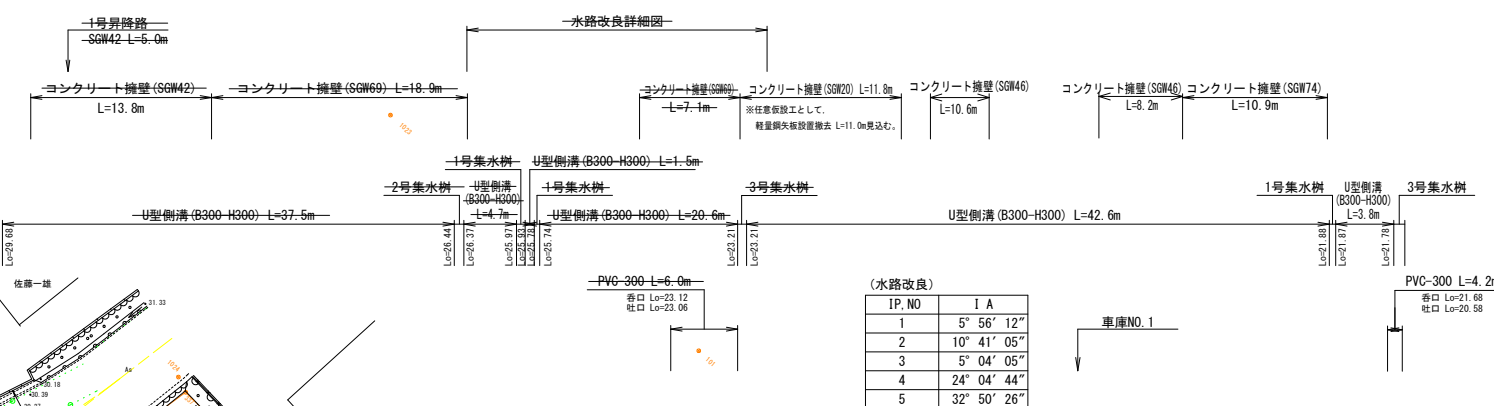 1号昇降路
SGW42 L=5.0m
水路改良詳細図
コンクリート擁壁(SGW42)
L=13.8m
コンクリート擁壁(SGW69) L=18.9m
コンクリート擁壁(SGW69)
L=7.1m
コンクリート擁壁(SGW20) L=11.8m
※任意仮設工として、
軽量鋼矢板設置撤去 L=11.0m見込む。
コンクリート擁壁(SGW46)
L=10.6m
コンクリート擁壁(SGW46)
L=8.2m
コンクリート擁壁(SGW74)
L=10.9m
1023
1号集水桝
U型側溝(B300-H300) L=1.5m
2号集水桝
U型側溝
(B300-H300)
L=4.7m
1号集水桝
3号集水桝
1号集水桝
U型側溝
(B300-H300)
L=3.8m
3号集水桝
U型側溝(B300-H300) L=37.5m
U型側溝(B300-H300) L=20.6m
U型側溝(B300-H300) L=42.6m
Lo=29.68
Lo=26.44
Lo=26.37
Lo=25.97
Lo=25.93
Lo=25.78
Lo=25.74
Lo=23.21
Lo=23.21
Lo=21.88
Lo=21.87
Lo=21.78
佐藤一雄
PVC-300 L=6.0m
呑口 Lo=23.12
吐口 Lo=23.06
(水路改良)
IP.NO I A
1 5° 56′ 12″
2 10° 41′ 05″
3 5° 04′ 05″
4 24° 04′ 44″
5 32° 50′ 26″
車庫NO.1
PVC-300 L=4.2
呑口 Lo=21.68
吐口 Lo=20.58
31.33
101
1024
As
30.18
30.39